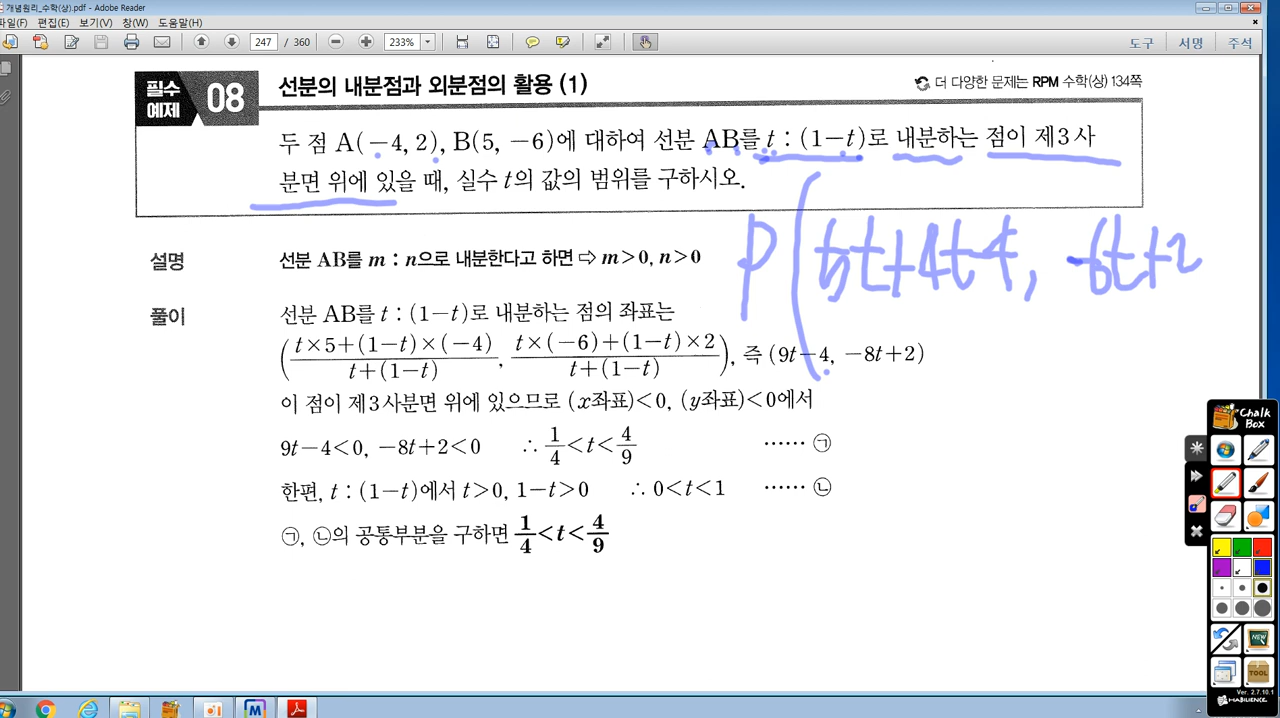 개념원리_수학(상).pdf - Adobe Reader
파일(F) 편집(E) 보기(V) 창(W) 도움말(H)
247 / 360 233% 도구 서명 주석
필수 예제 08 선분의 내분점과 외분점의 활용 (1) 더 다양한 문제는 RPM 수학(상) 134쪽
두 점 A(−4, 2), B(5, −6)에 대하여 선분 AB를 t : (1−t)로 내분하는 점이 제3사
분면 위에 있을 때, 실수 t의 값의 범위를 구하시오.
P(5t+4t-4, -6t+2
설명 선분 AB를 m : n으로 내분한다고 하면 ⇨ m>0, n>0
풀이 선분 AB를 t : (1−t)로 내분하는 점의 좌표는
( (t×5+(1−t)×(−4))/(t+(1−t)), (t×(−6)+(1−t)×2)/(t+(1−t)) ), 즉 (9t−4, −8t+2)
이 점이 제3사분면 위에 있으므로 (x좌표)<0, (y좌표)<0에서
9t−4<0, −8t+2<0 ∴ 1/4<t<4/9 …… ㉠
한편, t : (1−t)에서 t>0, 1−t>0 ∴ 0<t<1 …… ㉡
㉠, ㉡의 공통부분을 구하면 1/4<t<4/9
Chalk Box
NEW
TOOL
Ver. 2.7.10.1
HABILIENCE